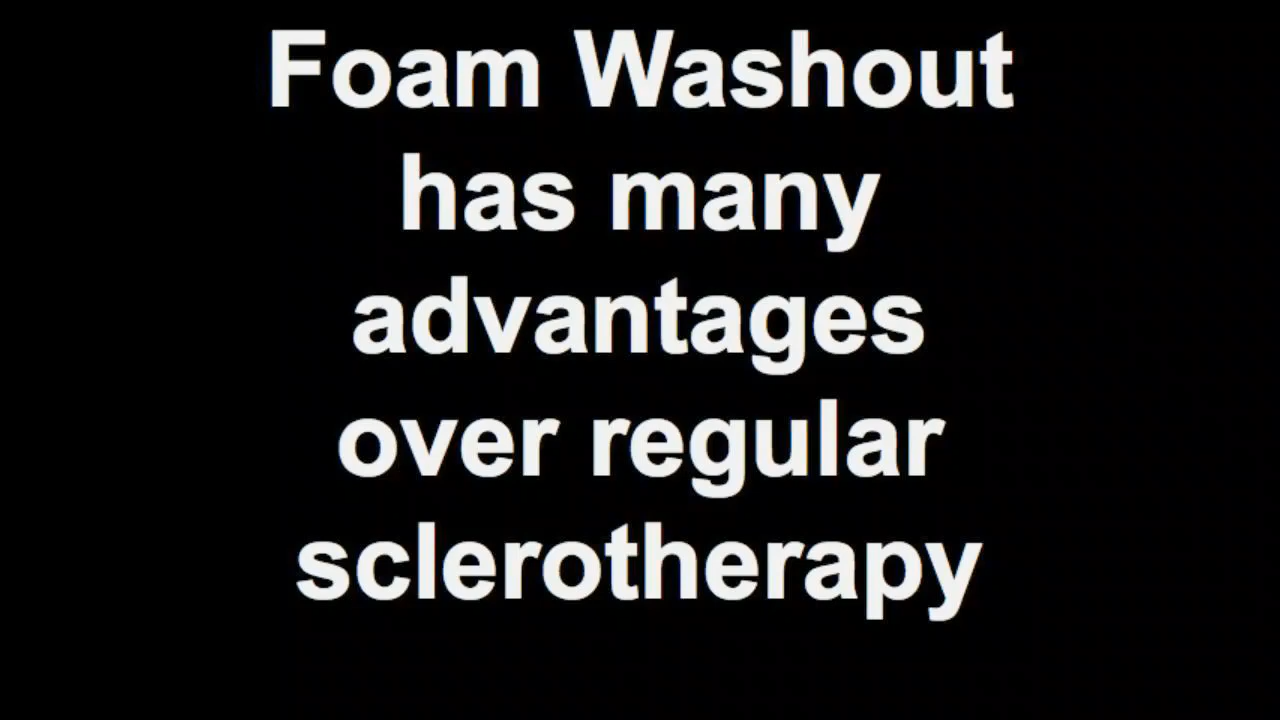 Foam Washout
has many
advantages
over regular
sclerotherapy